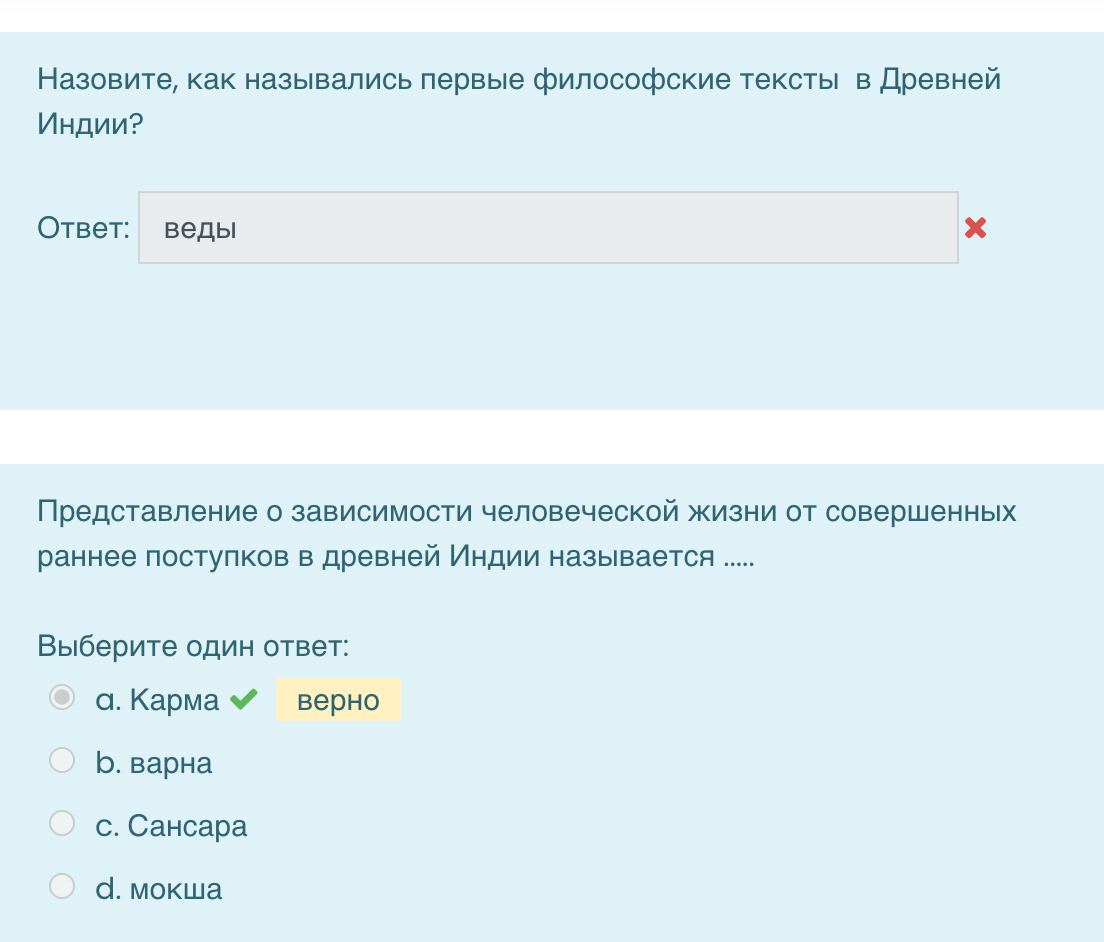 Назовите, как назывались первые философские тексты  в Древней
Индии?
Ответ: веды
Представление о зависимости человеческой жизни от совершенных
раннее поступков в древней Индии называется .....
Выберите один ответ:
a. Карма верно
b. варна
c. Сансара
d. мокша